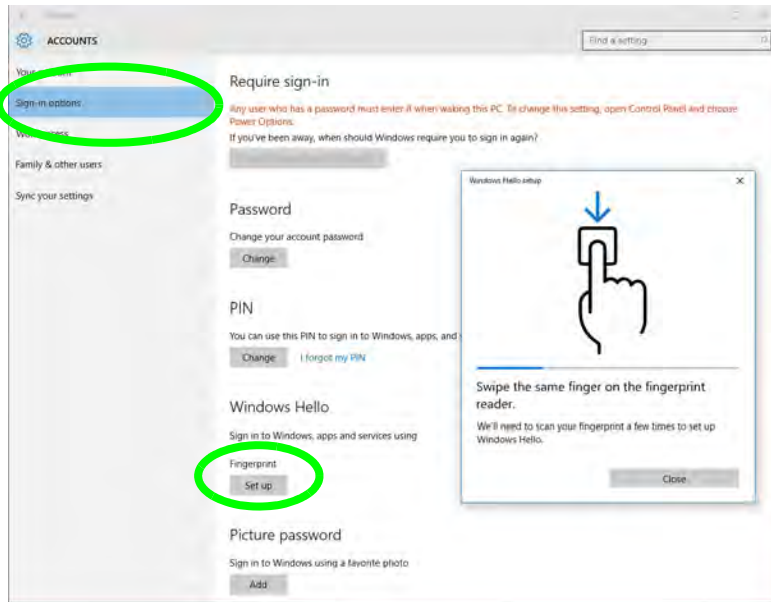 ACCOUNTS
Find a setting
Sign-in options
Family & other users
Sync your settings
Require sign-in
Any user who has a password must enter it when waking this PC. To change this setting, open Control Panel and choose
Power Options.
If you've been away, when should Windows require you to sign in again?
Password
Change your account password
Change
PIN
You can use this PIN to sign in to Windows, apps, and
Change I forgot my PIN
Windows Hello
Sign in to Windows, apps and services using
Fingerprint
Set up
Picture password
Sign in to Windows using a favorite photo
Add
Windows Hello setup
Swipe the same finger on the fingerprint
reader.
We'll need to scan your fingerprint a few times to set up
Windows Hello.
Close